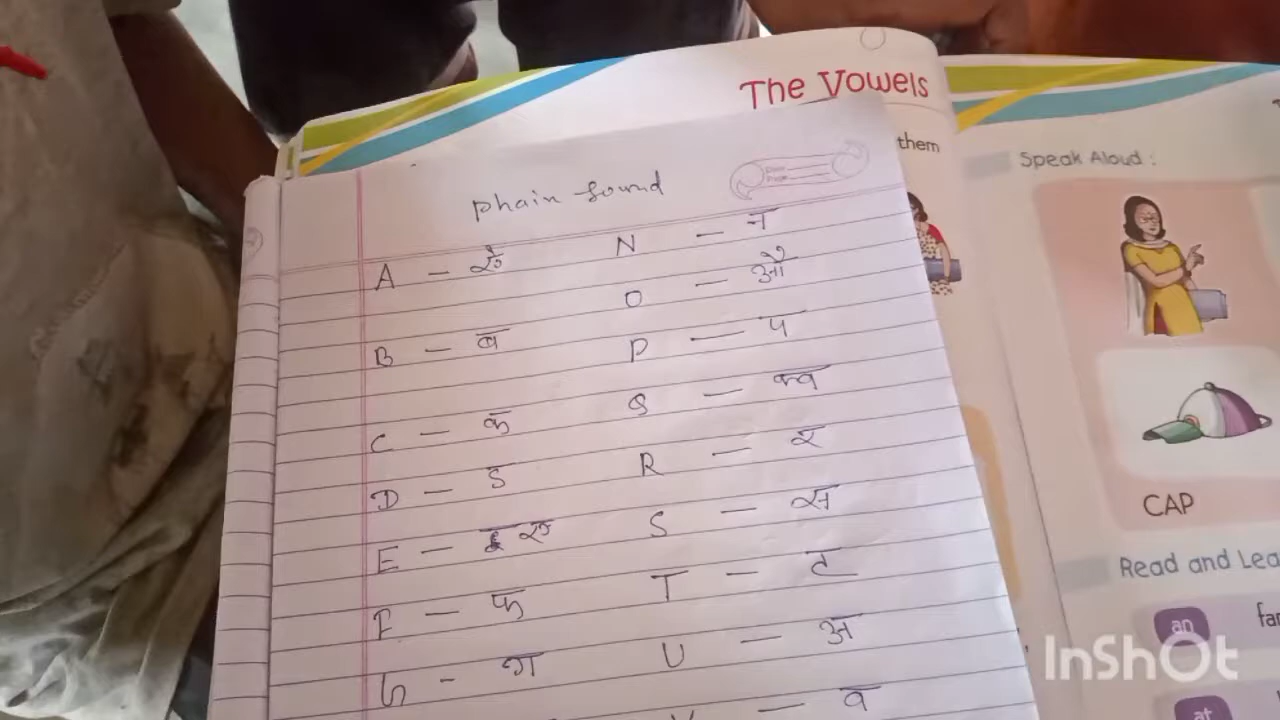 The Vowels
them
Speak Aloud :
phain sound
A - ऐ
N - न
O - औ
B - ब
P - प
C - क
Q - क्व
D - ड
R - र
E - ए
S - स
F - फ
T - ट
G - ग
U - अ
V - व
CAP
Read and Lea
an
at
InShOt